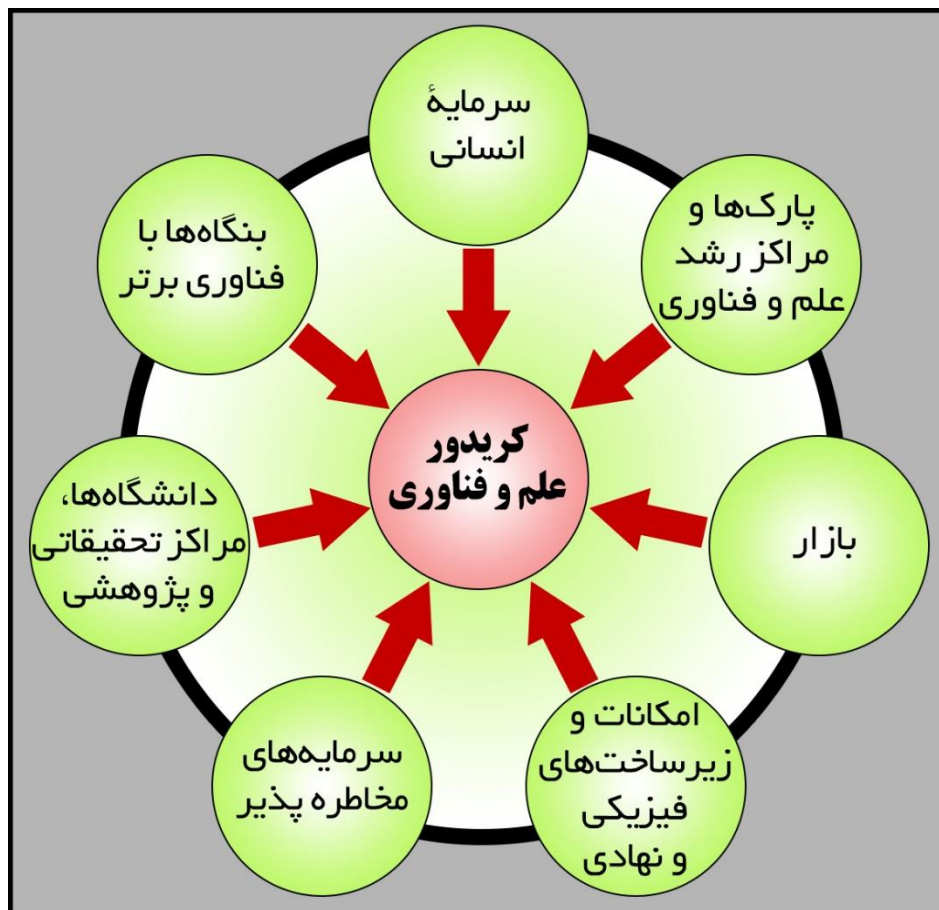 سرمایهٔ
انسانی
پارک‌ها و
مراکز رشد
علم و فناوری
بازار
امکانات و
زیرساخت‌های
فیزیکی
و نهادی
سرمایه‌های
مخاطره پذیر
دانشگاه‌ها،
مراکز تحقیقاتی
و پژوهشی
بنگاه‌ها با
فناوری برتر
کریدور
علم و فناوری